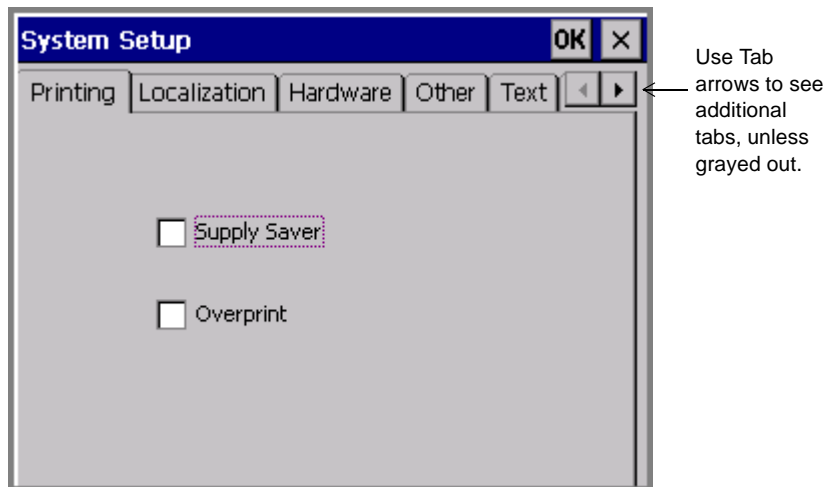 System Setup OK ×
Printing Localization Hardware Other Text
Supply Saver
Overprint
Use Tab
arrows to see
additional
tabs, unless
grayed out.